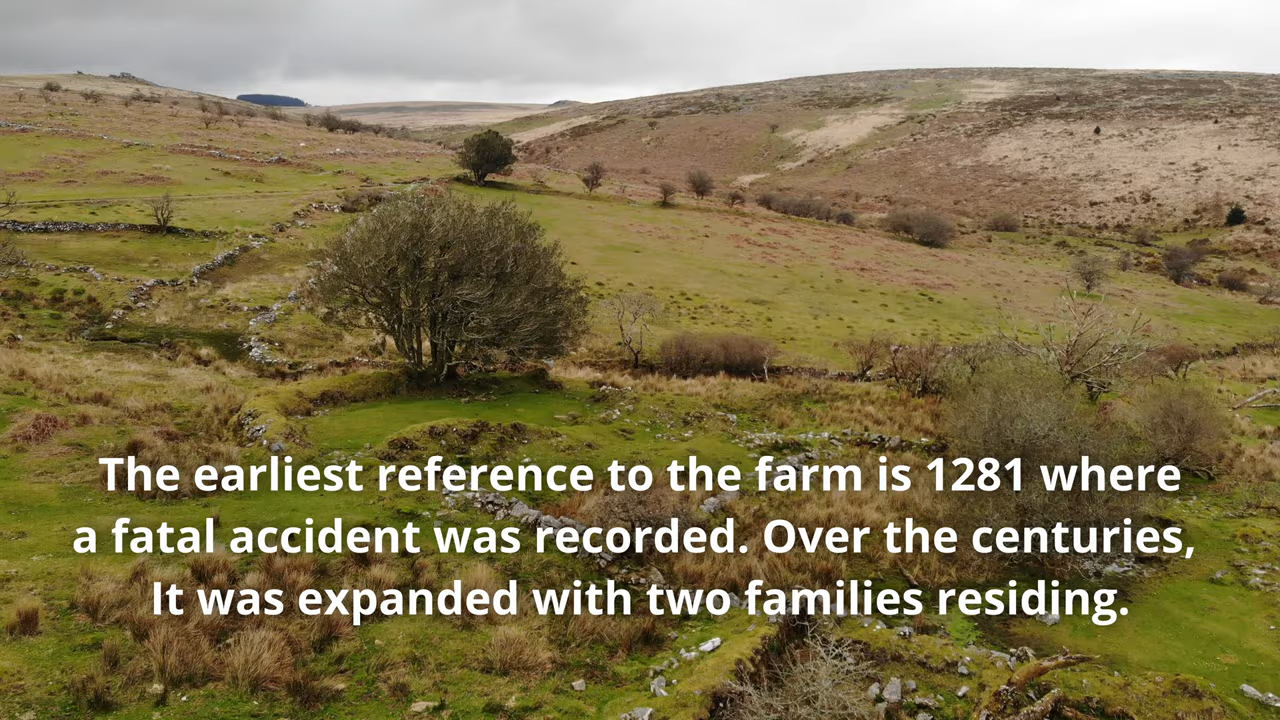 The earliest reference to the farm is 1281 where
a fatal accident was recorded. Over the centuries,
It was expanded with two families residing.